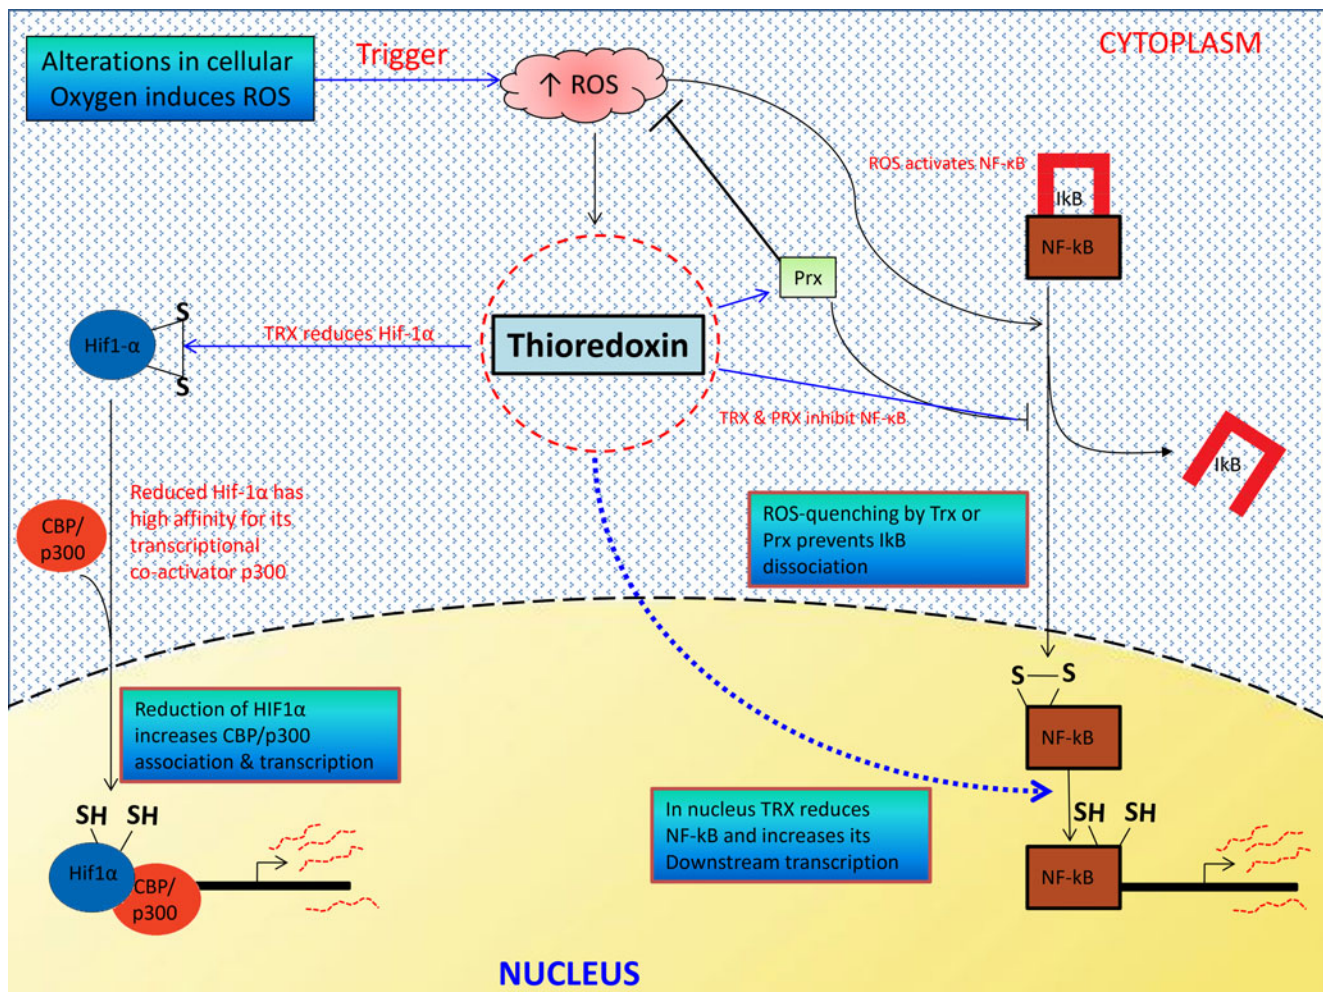 Alterations in cellular
Oxygen induces ROS
Trigger
↑ ROS
CYTOPLASM
ROS activates NF-κB
IkB
NF-kB
Prx
S
Hif1-α
S
TRX reduces Hif-1α
Thioredoxin
TRX & PRX inhibit NF-κB
IkB
CBP/
p300
Reduced Hif-1α has
high affinity for its
transcriptional
co-activator p300
ROS-quenching by Trx or
Prx prevents IkB
dissociation
S S
NF-kB
Reduction of HIF1α
increases CBP/p300
association & transcription
In nucleus TRX reduces
NF-kB and increases its
Downstream transcription
SH SH
Hif1α
CBP/
p300
SH SH
NF-kB
NUCLEUS